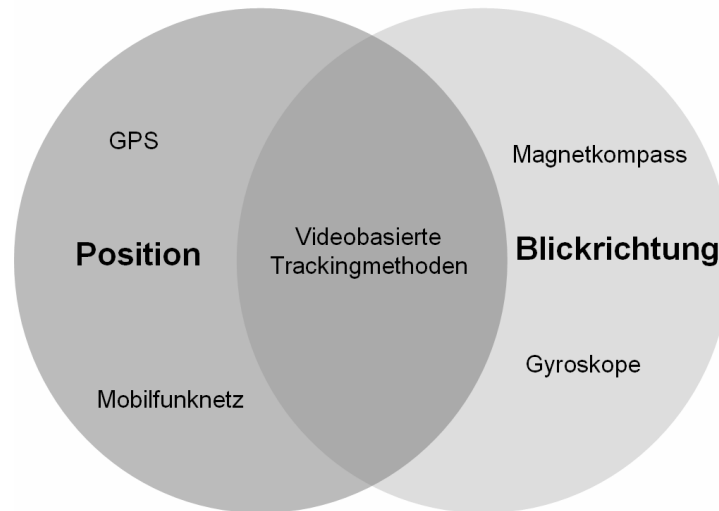 GPS
Magnetkompass
Position
Videobasierte
Trackingmethoden
Blickrichtung
Gyroskope
Mobilfunknetz